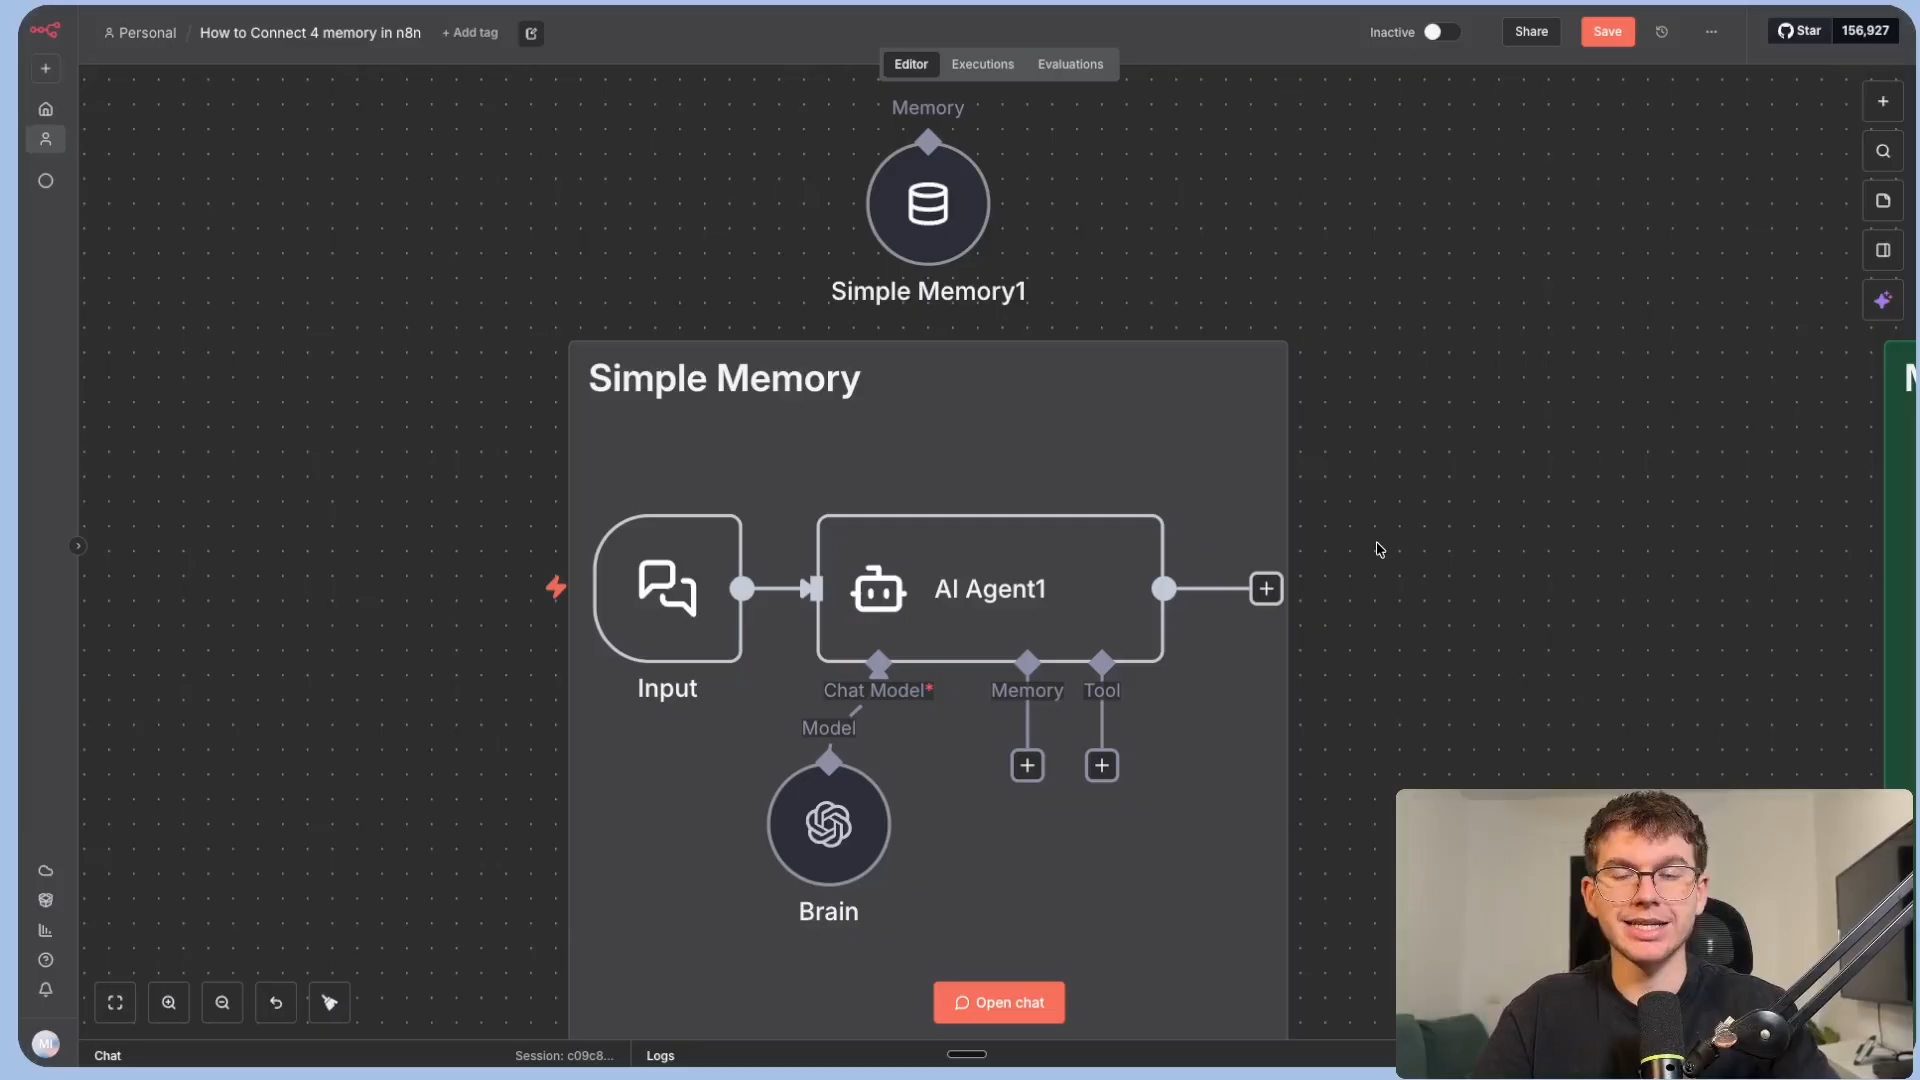 Personal / How to Connect 4 memory in n8n + Add tag
Inactive Share Save ... Star 156,927
Editor Executions Evaluations
Memory
Simple Memory1
Simple Memory
AI Agent1
Input
Chat Model* Memory Tool
Model
Brain
Open chat
MI
Chat Session: c09c8... Logs